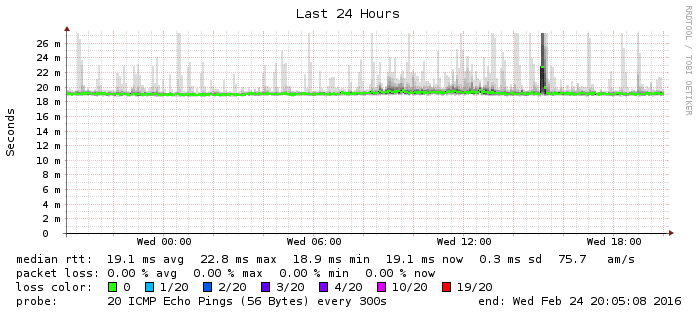 Last 24 Hours
RRDTOOL / TOBI OETIKER
Seconds
26 m
24 m
22 m
20 m
18 m
16 m
14 m
12 m
10 m
8 m
6 m
4 m
2 m
0
Wed 00:00 Wed 06:00 Wed 12:00 Wed 18:00
median rtt: 19.1 ms avg 22.8 ms max 18.9 ms min 19.1 ms now 0.3 ms sd 75.7 am/s
packet loss: 0.00 % avg 0.00 % max 0.00 % min 0.00 % now
loss color: 0 1/20 2/20 3/20 4/20 10/20 19/20
probe: 20 ICMP Echo Pings (56 Bytes) every 300s end: Wed Feb 24 20:05:08 2016